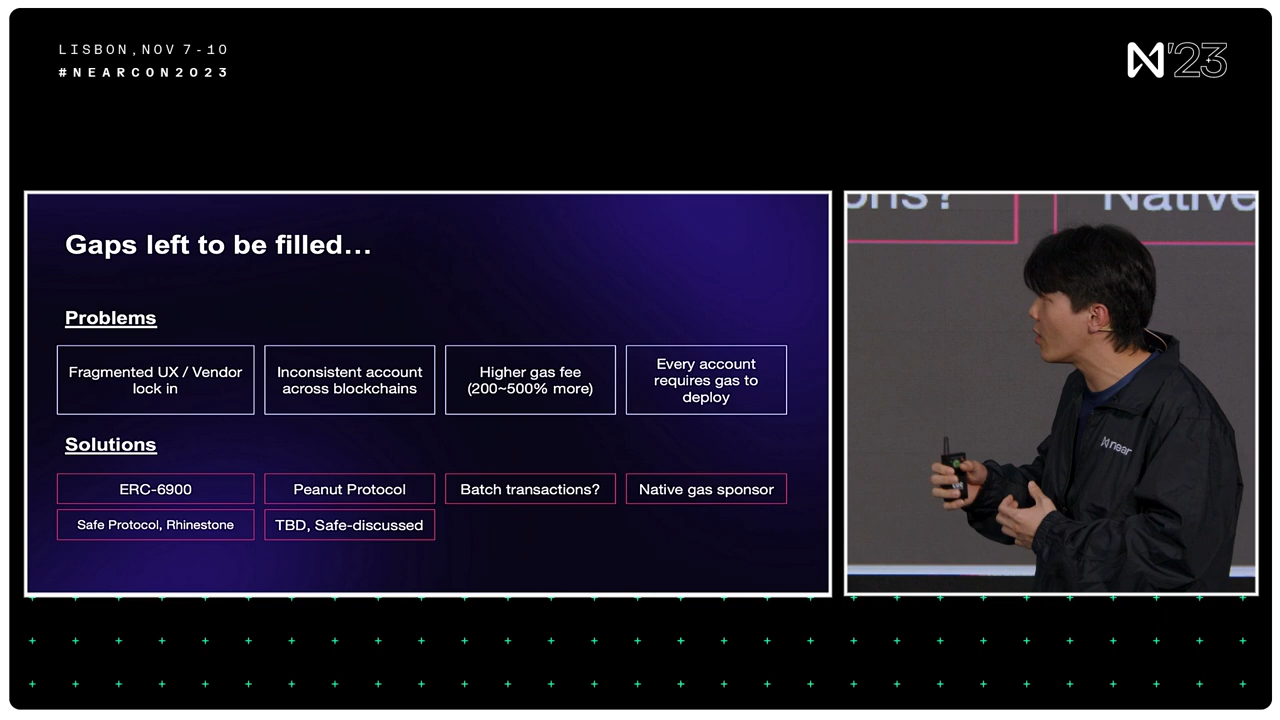 LISBON, NOV 7-10
#NEARCON2023
N'23
Gaps left to be filled...
Problems
Fragmented UX / Vendor
lock in
Inconsistent account
across blockchains
Higher gas fee
(200~500% more)
Every account
requires gas to
deploy
Solutions
ERC-6900
Peanut Protocol
Batch transactions?
Native gas sponsor
Safe Protocol, Rhinestone
TBD, Safe-discussed
ons?
Native
near